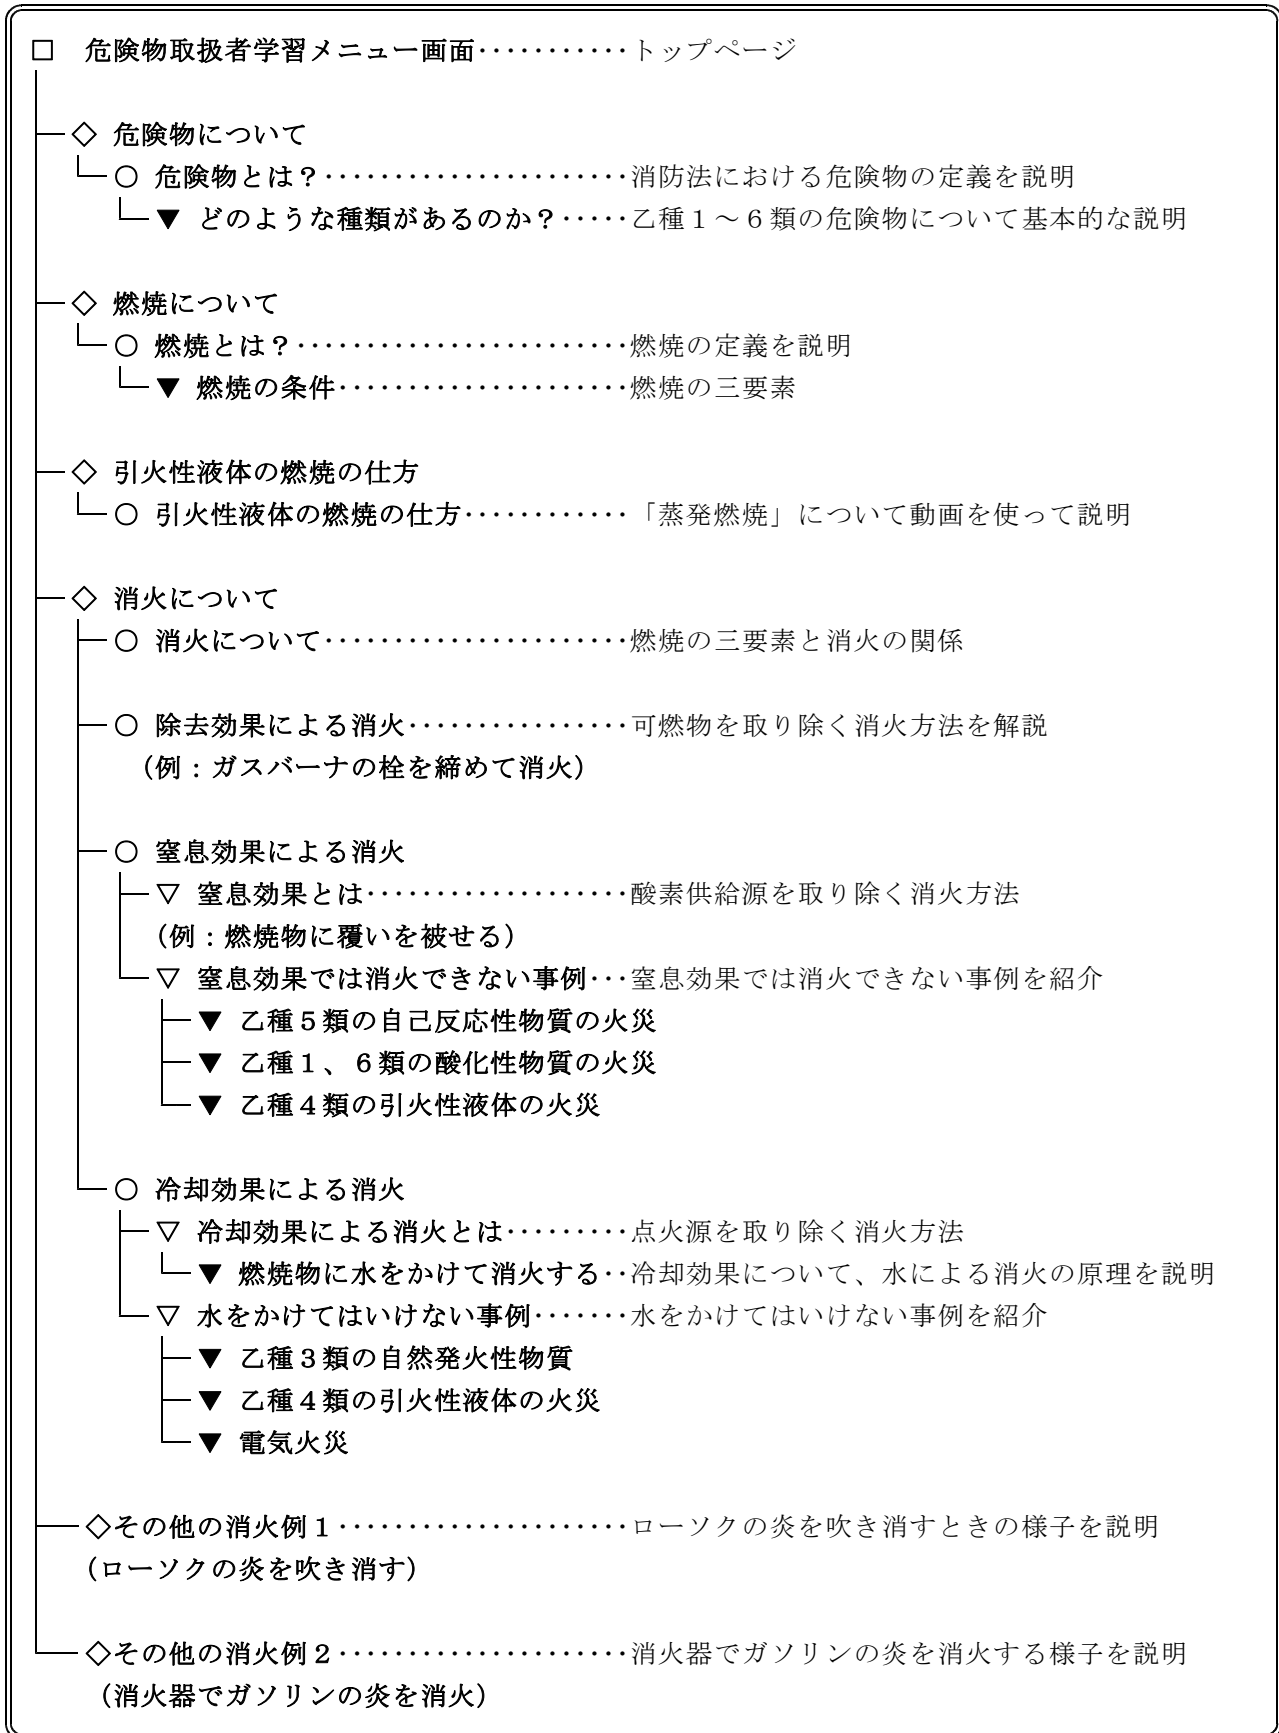 □ 危険物取扱者学習メニュー画面・・・・・・・・・・・トップページ
◇ 危険物について
○ 危険物とは？・・・・・・・・・・・・・・・・・・・・・・消防法における危険物の定義を説明
▼ どのような種類があるのか？・・・・・乙種１～６類の危険物について基本的な説明
◇ 燃焼について
○ 燃焼とは？・・・・・・・・・・・・・・・・・・・・・・・・燃焼の定義を説明
▼ 燃焼の条件・・・・・・・・・・・・・・・・・・・・・燃焼の三要素
◇ 引火性液体の燃焼の仕方
○ 引火性液体の燃焼の仕方・・・・・・・・・・・・「蒸発燃焼」について動画を使って説明
◇ 消火について
○ 消火について・・・・・・・・・・・・・・・・・・・・・・燃焼の三要素と消火の関係
○ 除去効果による消火・・・・・・・・・・・・・・・・可燃物を取り除く消火方法を解説
（例：ガスバーナの栓を締めて消火）
○ 窒息効果による消火
▽ 窒息効果とは・・・・・・・・・・・・・・・・・・・酸素供給源を取り除く消火方法
（例：燃焼物に覆いを被せる）
▽ 窒息効果では消火できない事例・・・窒息効果では消火できない事例を紹介
▼ 乙種５類の自己反応性物質の火災
▼ 乙種１、６類の酸化性物質の火災
▼ 乙種４類の引火性液体の火災
○ 冷却効果による消火
▽ 冷却効果による消火とは・・・・・・・・・点火源を取り除く消火方法
▼ 燃焼物に水をかけて消火する・・冷却効果について、水による消火の原理を説明
▽ 水をかけてはいけない事例・・・・・・・水をかけてはいけない事例を紹介
▼ 乙種３類の自然発火性物質
▼ 乙種４類の引火性液体の火災
▼ 電気火災
◇その他の消火例１・・・・・・・・・・・・・・・・・・・・・ローソクの炎を吹き消すときの様子を説明
（ローソクの炎を吹き消す）
◇その他の消火例２・・・・・・・・・・・・・・・・・・・・・消火器でガソリンの炎を消火する様子を説明
（消火器でガソリンの炎を消火）